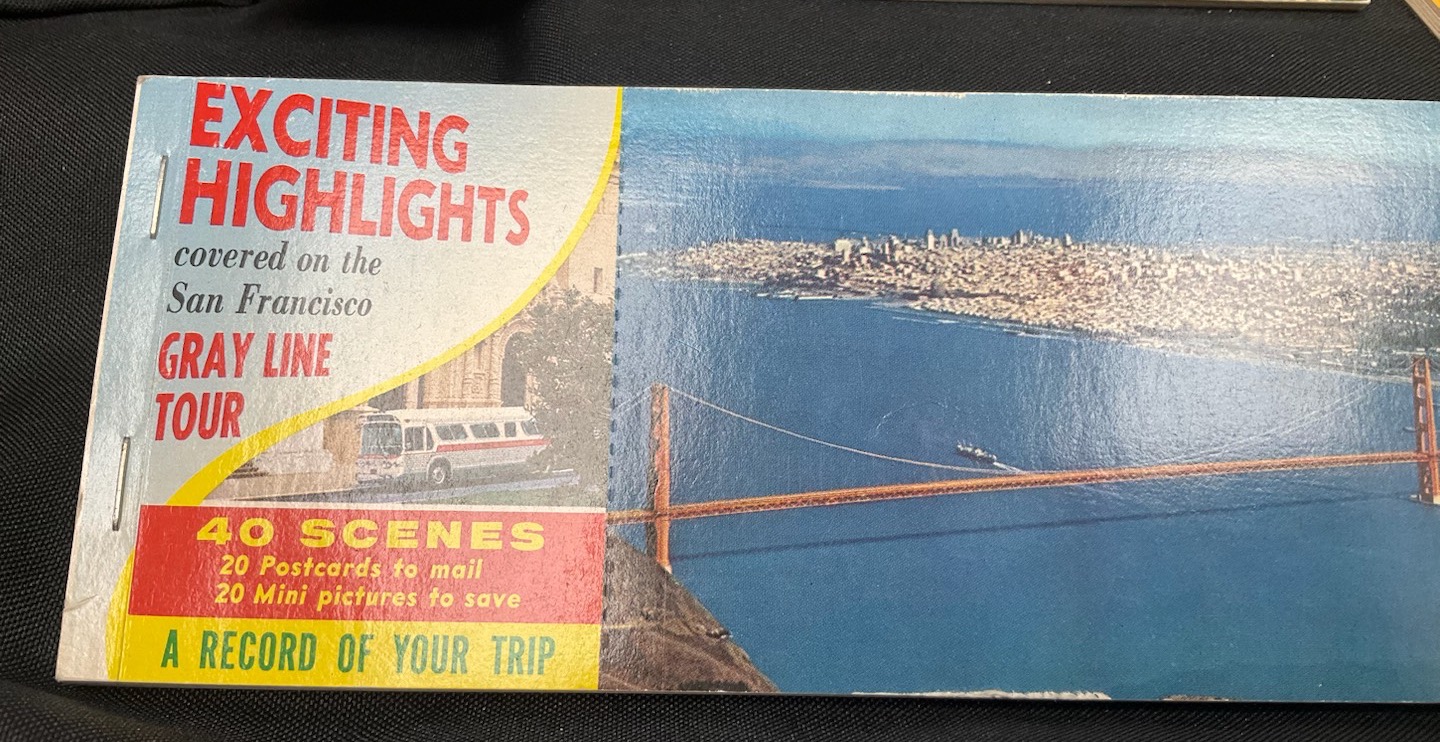 EXCITING
HIGHLIGHTS
covered on the
San Francisco
GRAY LINE
TOUR
40 SCENES
20 Postcards to mail
20 Mini pictures to save
A RECORD OF YOUR TRIP